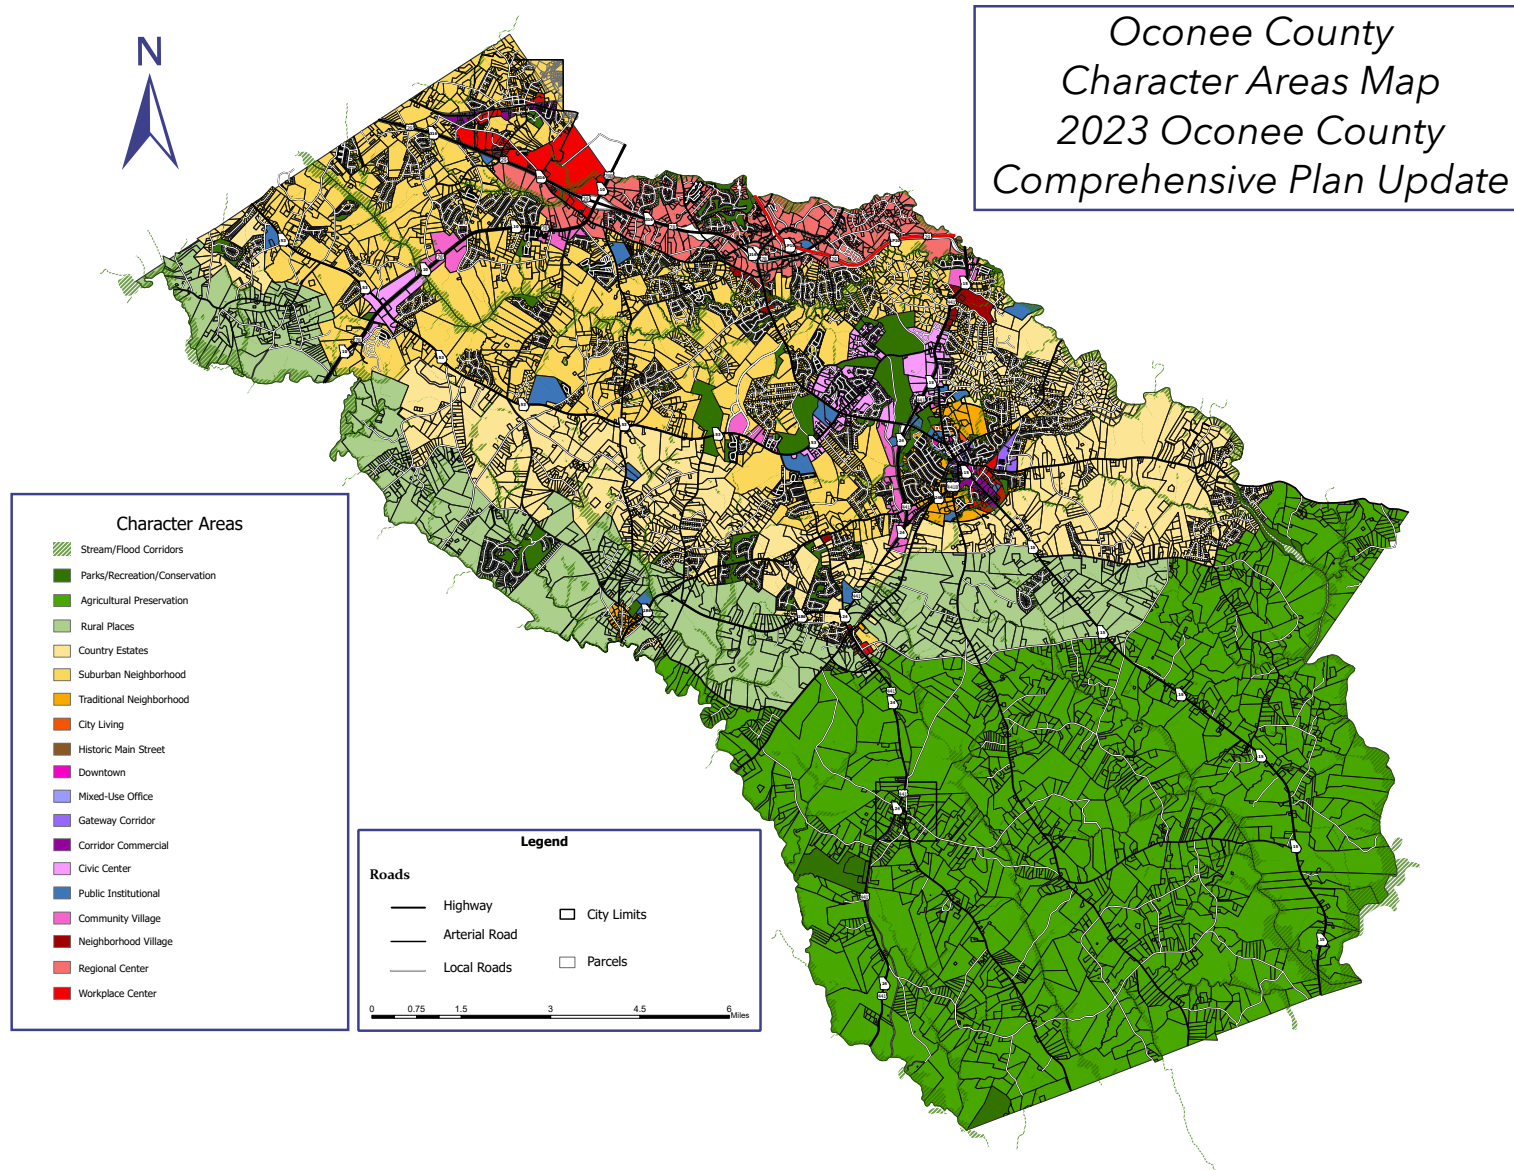 N
Oconee County
Character Areas Map
2023 Oconee County
Comprehensive Plan Update
Character Areas
Stream/Flood Corridors
Parks/Recreation/Conservation
Agricultural Preservation
Rural Places
Country Estates
Suburban Neighborhood
Traditional Neighborhood
City Living
Historic Main Street
Downtown
Mixed-Use Office
Gateway Corridor
Corridor Commercial
Civic Center
Public Institutional
Community Village
Neighborhood Village
Regional Center
Workplace Center
Legend
Roads
Highway
Arterial Road
Local Roads
City Limits
Parcels
0 0.75 1.5 3 4.5 6
Miles